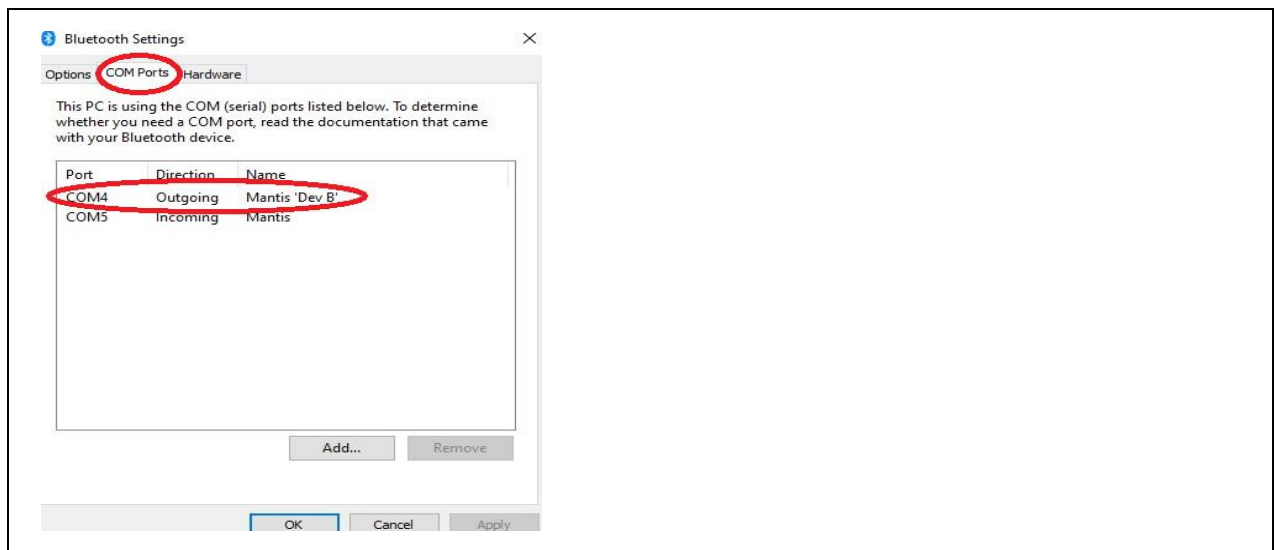 Bluetooth Settings
Options COM Ports Hardware
This PC is using the COM (serial) ports listed below. To determine
whether you need a COM port, read the documentation that came
with your Bluetooth device.
Port Direction Name
COM4 Outgoing Mantis 'Dev B'
COM5 Incoming Mantis
Add... Remove
OK Cancel Apply